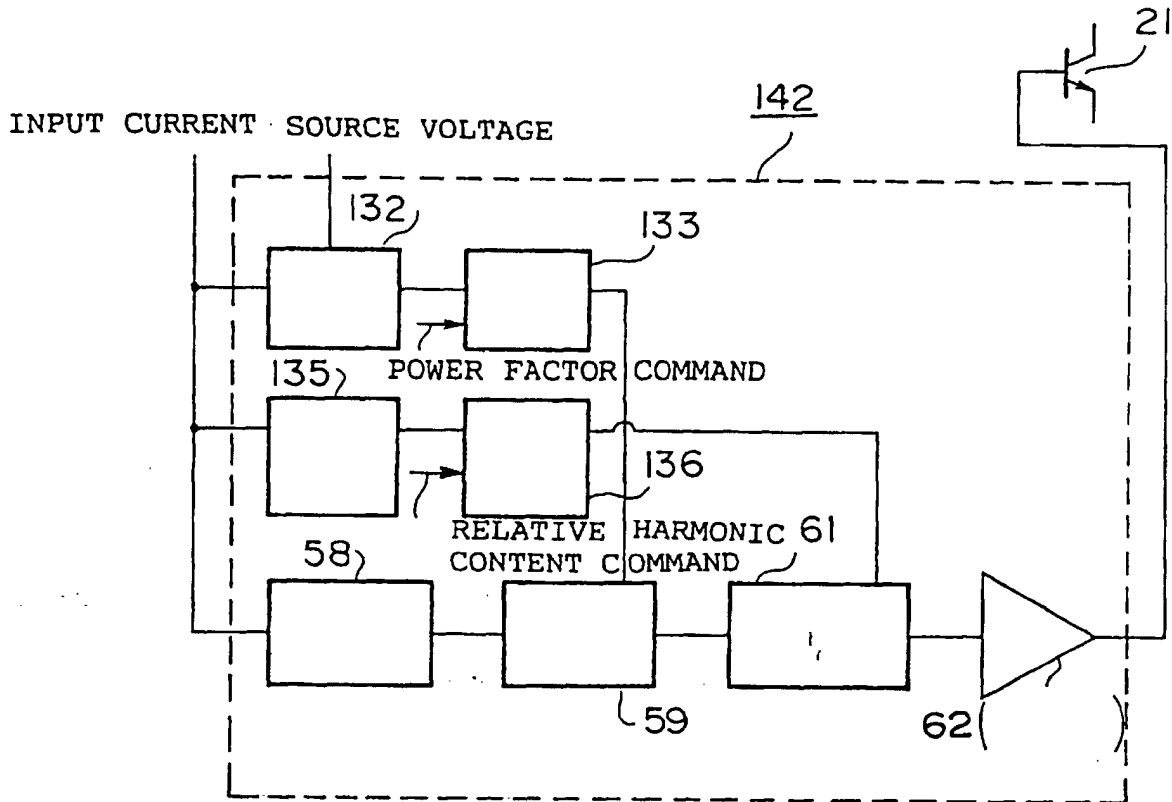 21
142
INPUT CURRENT SOURCE VOLTAGE
132
133
POWER FACTOR COMMAND
135
136
RELATIVE HARMONIC
CONTENT COMMAND
61
58
59
62( )